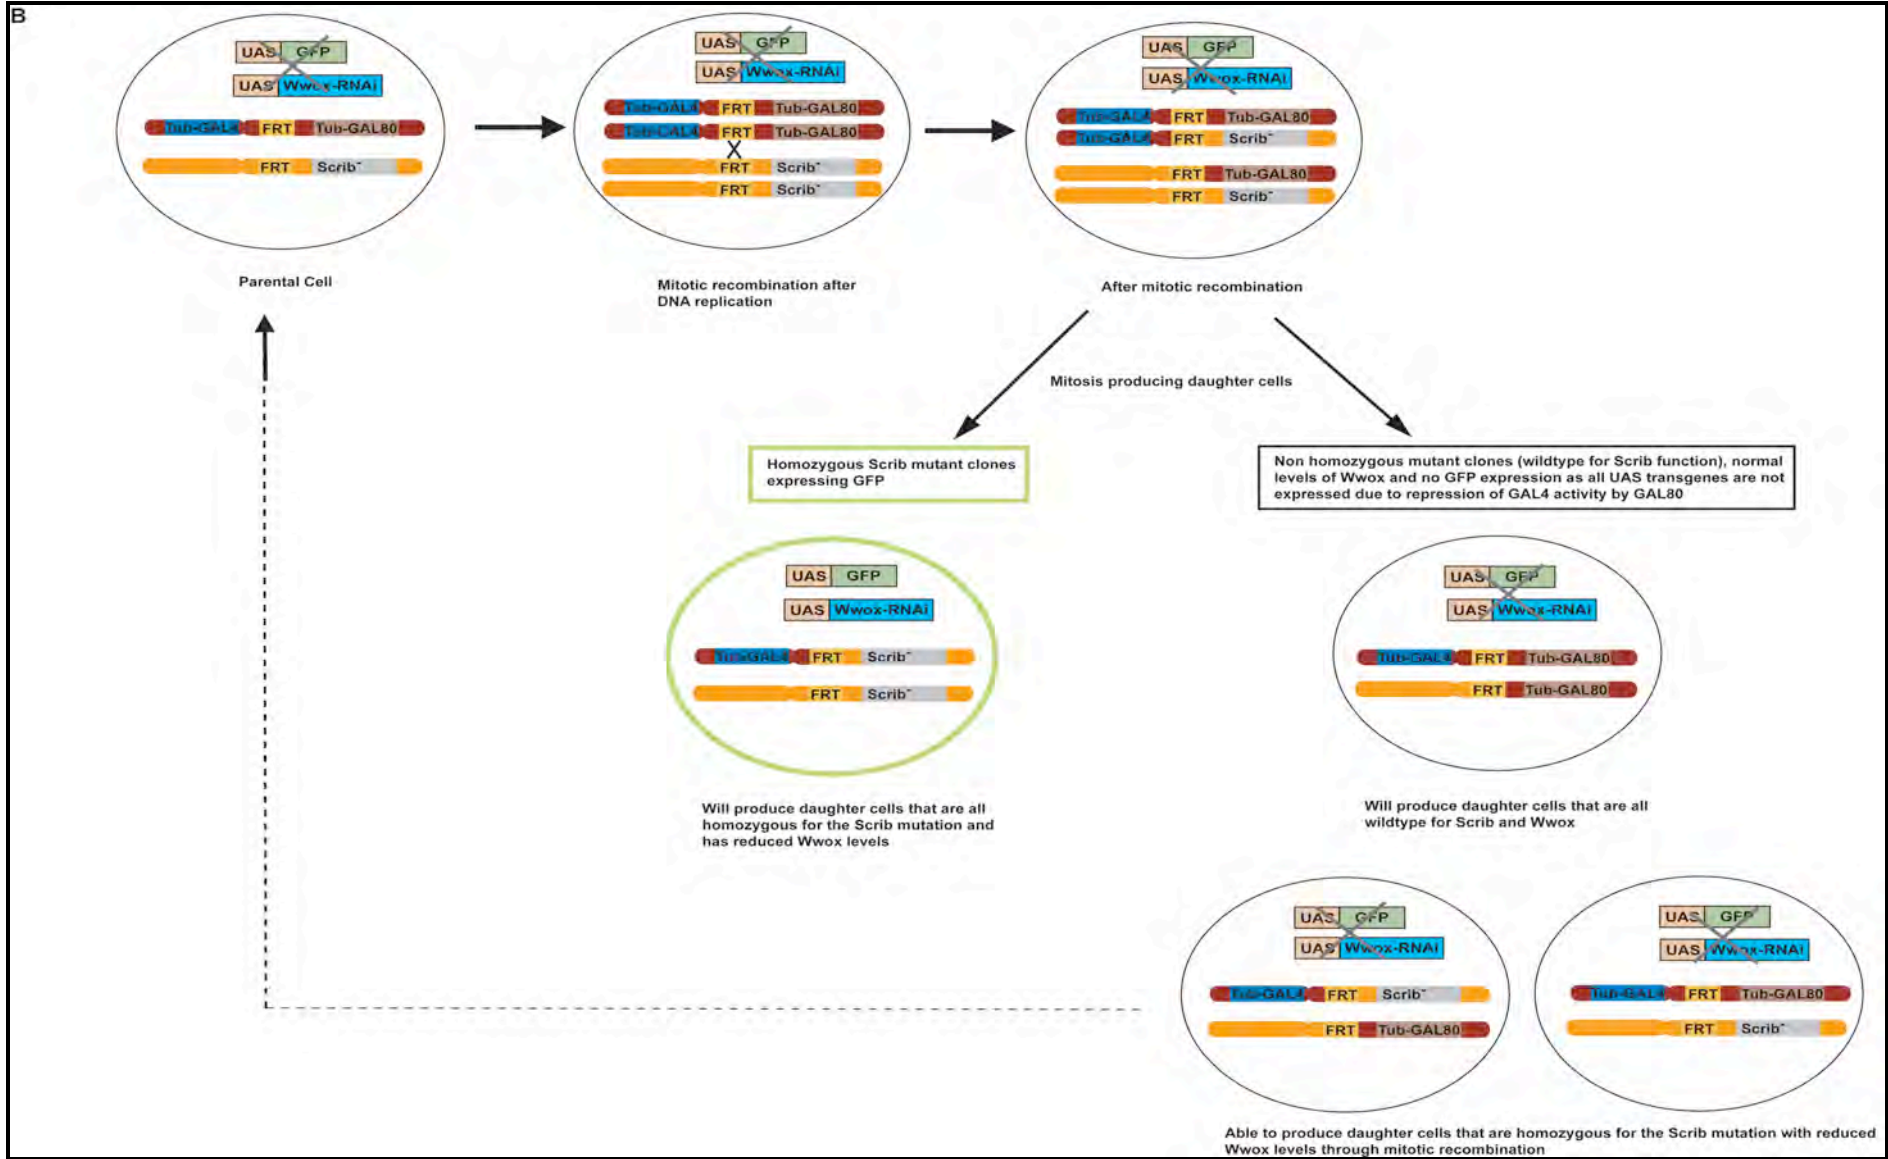 B
UAS GFP
UAS Wwox-RNAi
Tub-GAL4 FRT Tub-GAL80
FRT Scrib-
Parental Cell
UAS GFP
UAS Wwox-RNAi
Tub-GAL4 FRT Tub-GAL80
Tub-GAL4 FRT Tub-GAL80
X
FRT Scrib-
FRT Scrib-
Mitotic recombination after
DNA replication
UAS GFP
UAS Wwox-RNAi
Tub-GAL4 FRT Tub-GAL80
Tub-GAL4 FRT Scrib-
FRT Tub-GAL80
FRT Scrib-
After mitotic recombination
Mitosis producing daughter cells
Homozygous Scrib mutant clones
expressing GFP
UAS GFP
UAS Wwox-RNAi
Tub-GAL4 FRT Scrib-
FRT Scrib-
Will produce daughter cells that are all
homozygous for the Scrib mutation and
has reduced Wwox levels
Non homozygous mutant clones (wildtype for Scrib function), normal
levels of Wwox and no GFP expression as all UAS transgenes are not
expressed due to repression of GAL4 activity by GAL80
UAS GFP
UAS Wwox-RNAi
Tub-GAL4 FRT Tub-GAL80
FRT Tub-GAL80
Will produce daughter cells that are all
wildtype for Scrib and Wwox
UAS GFP
UAS Wwox-RNAi
Tub-GAL4 FRT Scrib-
FRT Tub-GAL80
UAS GFP
UAS Wwox-RNAi
Tub-GAL4 FRT Tub-GAL80
FRT Scrib-
Able to produce daughter cells that are homozygous for the Scrib mutation with reduced
Wwox levels through mitotic recombination